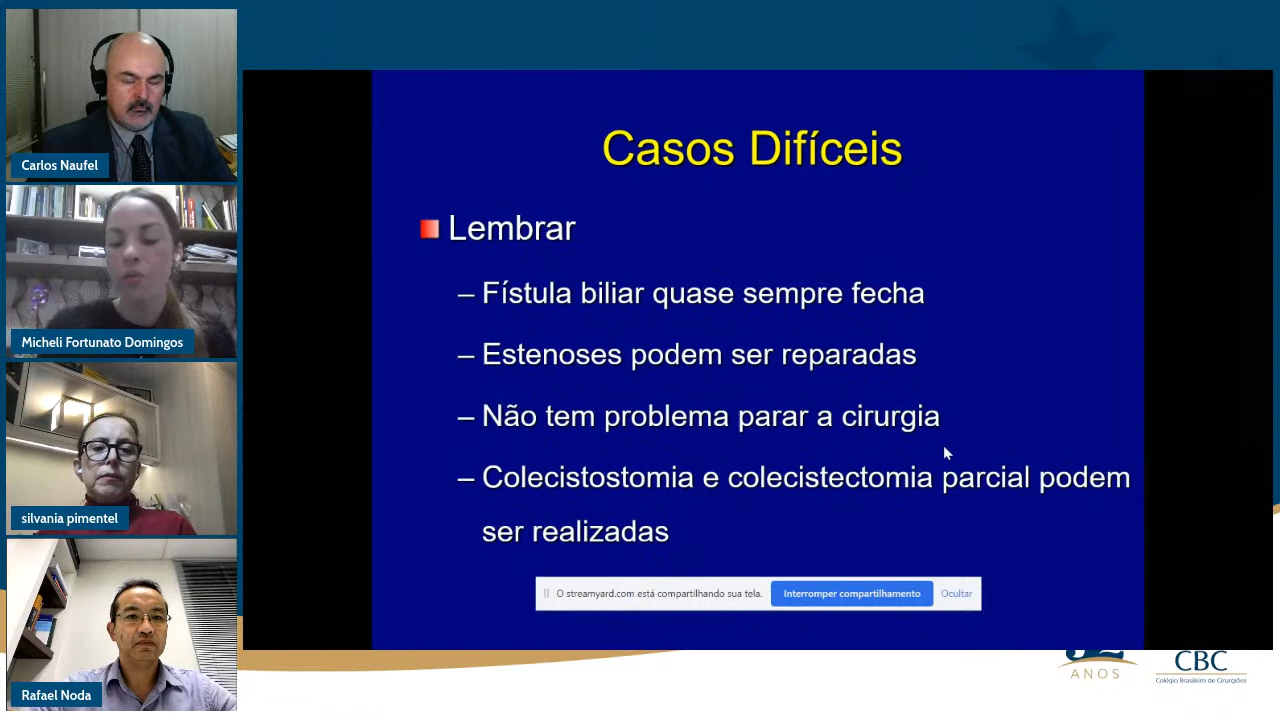 Carlos Naufel
Micheli Fortunato Domingos
silvania pimentel
Rafael Noda
Casos Difíceis
Lembrar
– Fístula biliar quase sempre fecha
– Estenoses podem ser reparadas
– Não tem problema parar a cirurgia
– Colecistostomia e colecistectomia parcial podem
ser realizadas
O streamyard.com está compartilhando sua tela. Interromper compartilhamento Ocultar
ANOS
CBC
Colégio Brasileiro de Cirurgiões